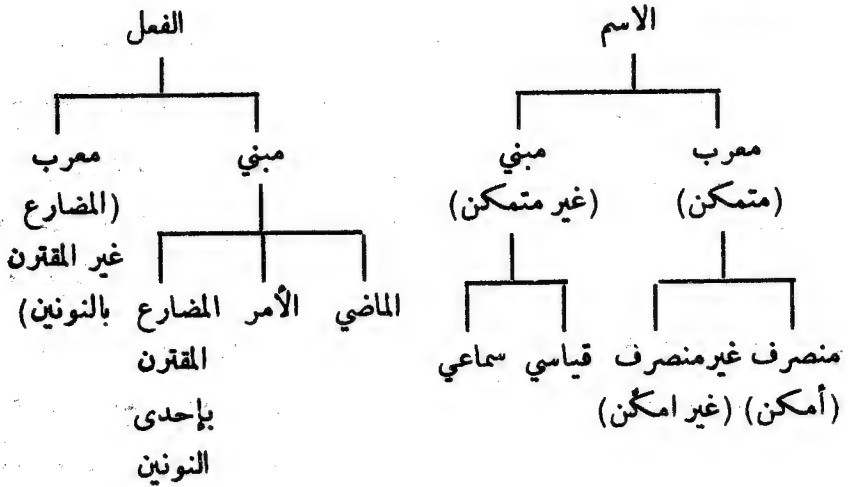 الاسم
معرب
(متمكن)
مبني
(غير متمكن)
منصرف
(أمكن)
غير منصرف
(غير امكن)
قياسي
سماعي
الفعل
مبني
معرب
(المضارع
غير المقترن
بالنونين)
الماضي
الأمر
المضارع
المقترن
بإحدى
النونين